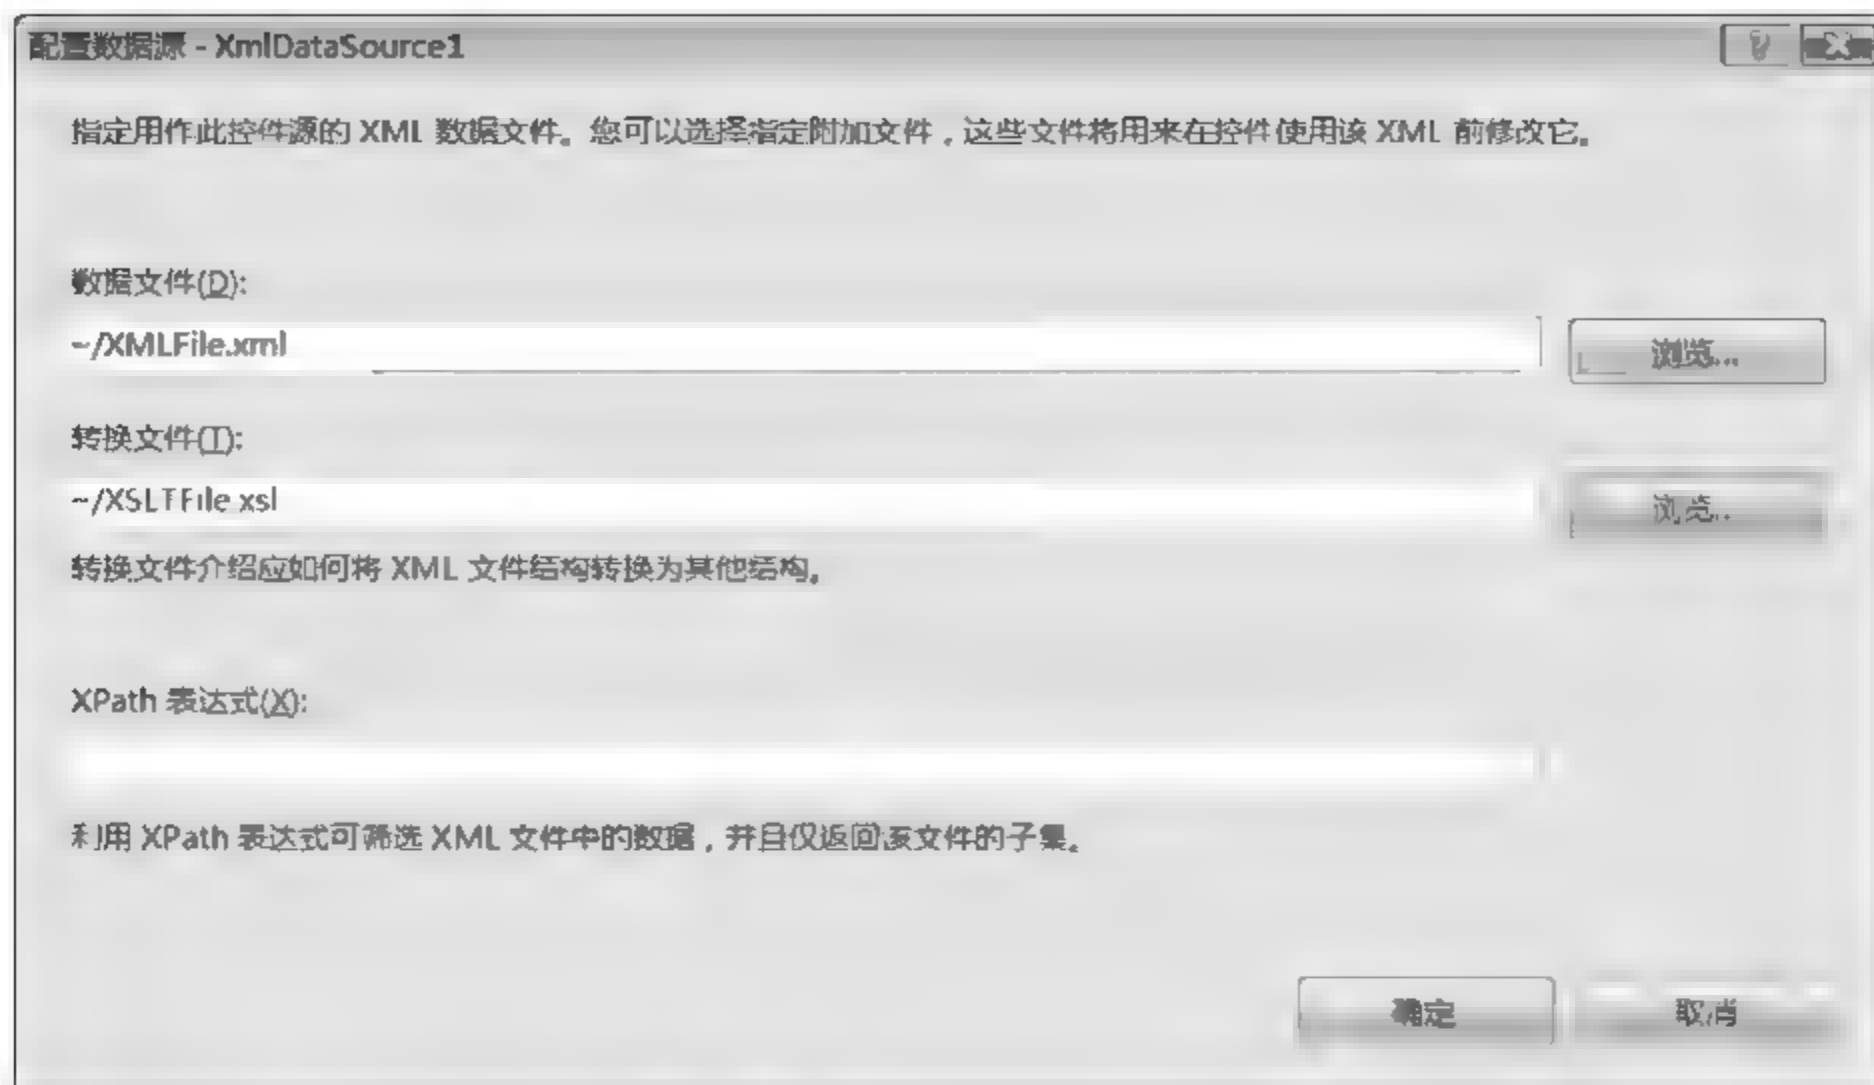 配置数据源 - XmlDataSource1
指定用作此控件源的 XML 数据文件。您可以选择指定附加文件，这些文件将用来在控件使用该 XML 前修改它。
数据文件(D):
~/XMLFile.xml
浏览...
转换文件(T):
~/XSLTFile.xsl
浏览...
转换文件介绍应如何将 XML 文件结构转换为其他结构。
XPath 表达式(X):
利用 XPath 表达式可筛选 XML 文件中的数据，并且仅返回该文件的子集。
确定
取消